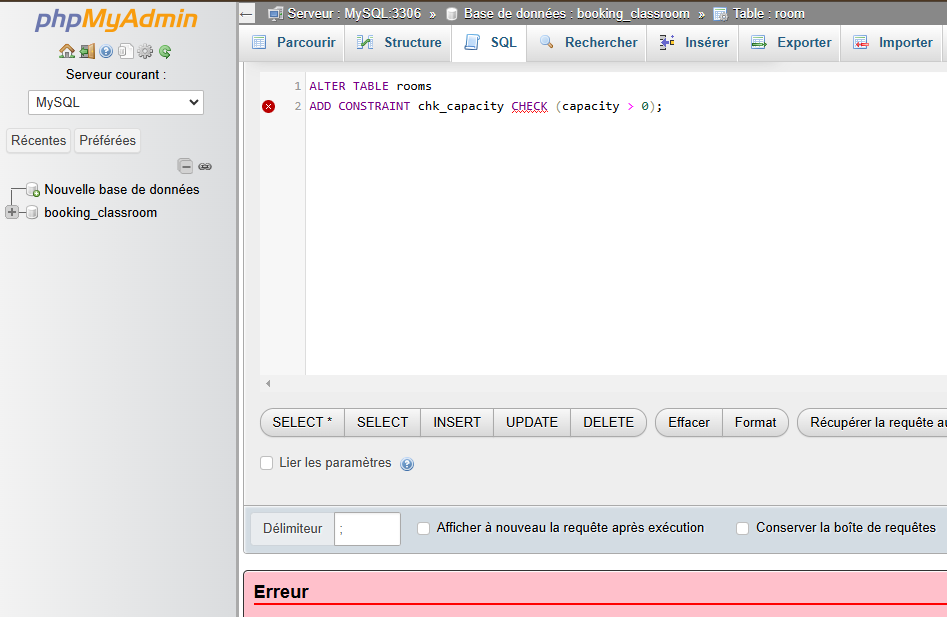 phpMyAdmin
Serveur courant :
MySQL
Récentes Préférées
Nouvelle base de données
booking_classroom
Serveur : MySQL:3306 » Base de données : booking_classroom » Table : room
Parcourir Structure SQL Rechercher Insérer Exporter Importer
1 ALTER TABLE rooms
2 ADD CONSTRAINT chk_capacity CHECK (capacity > 0);
SELECT * SELECT INSERT UPDATE DELETE Effacer Format Récupérer la requête au
Lier les paramètres
Délimiteur ; Afficher à nouveau la requête après exécution Conserver la boîte de requêtes
Erreur